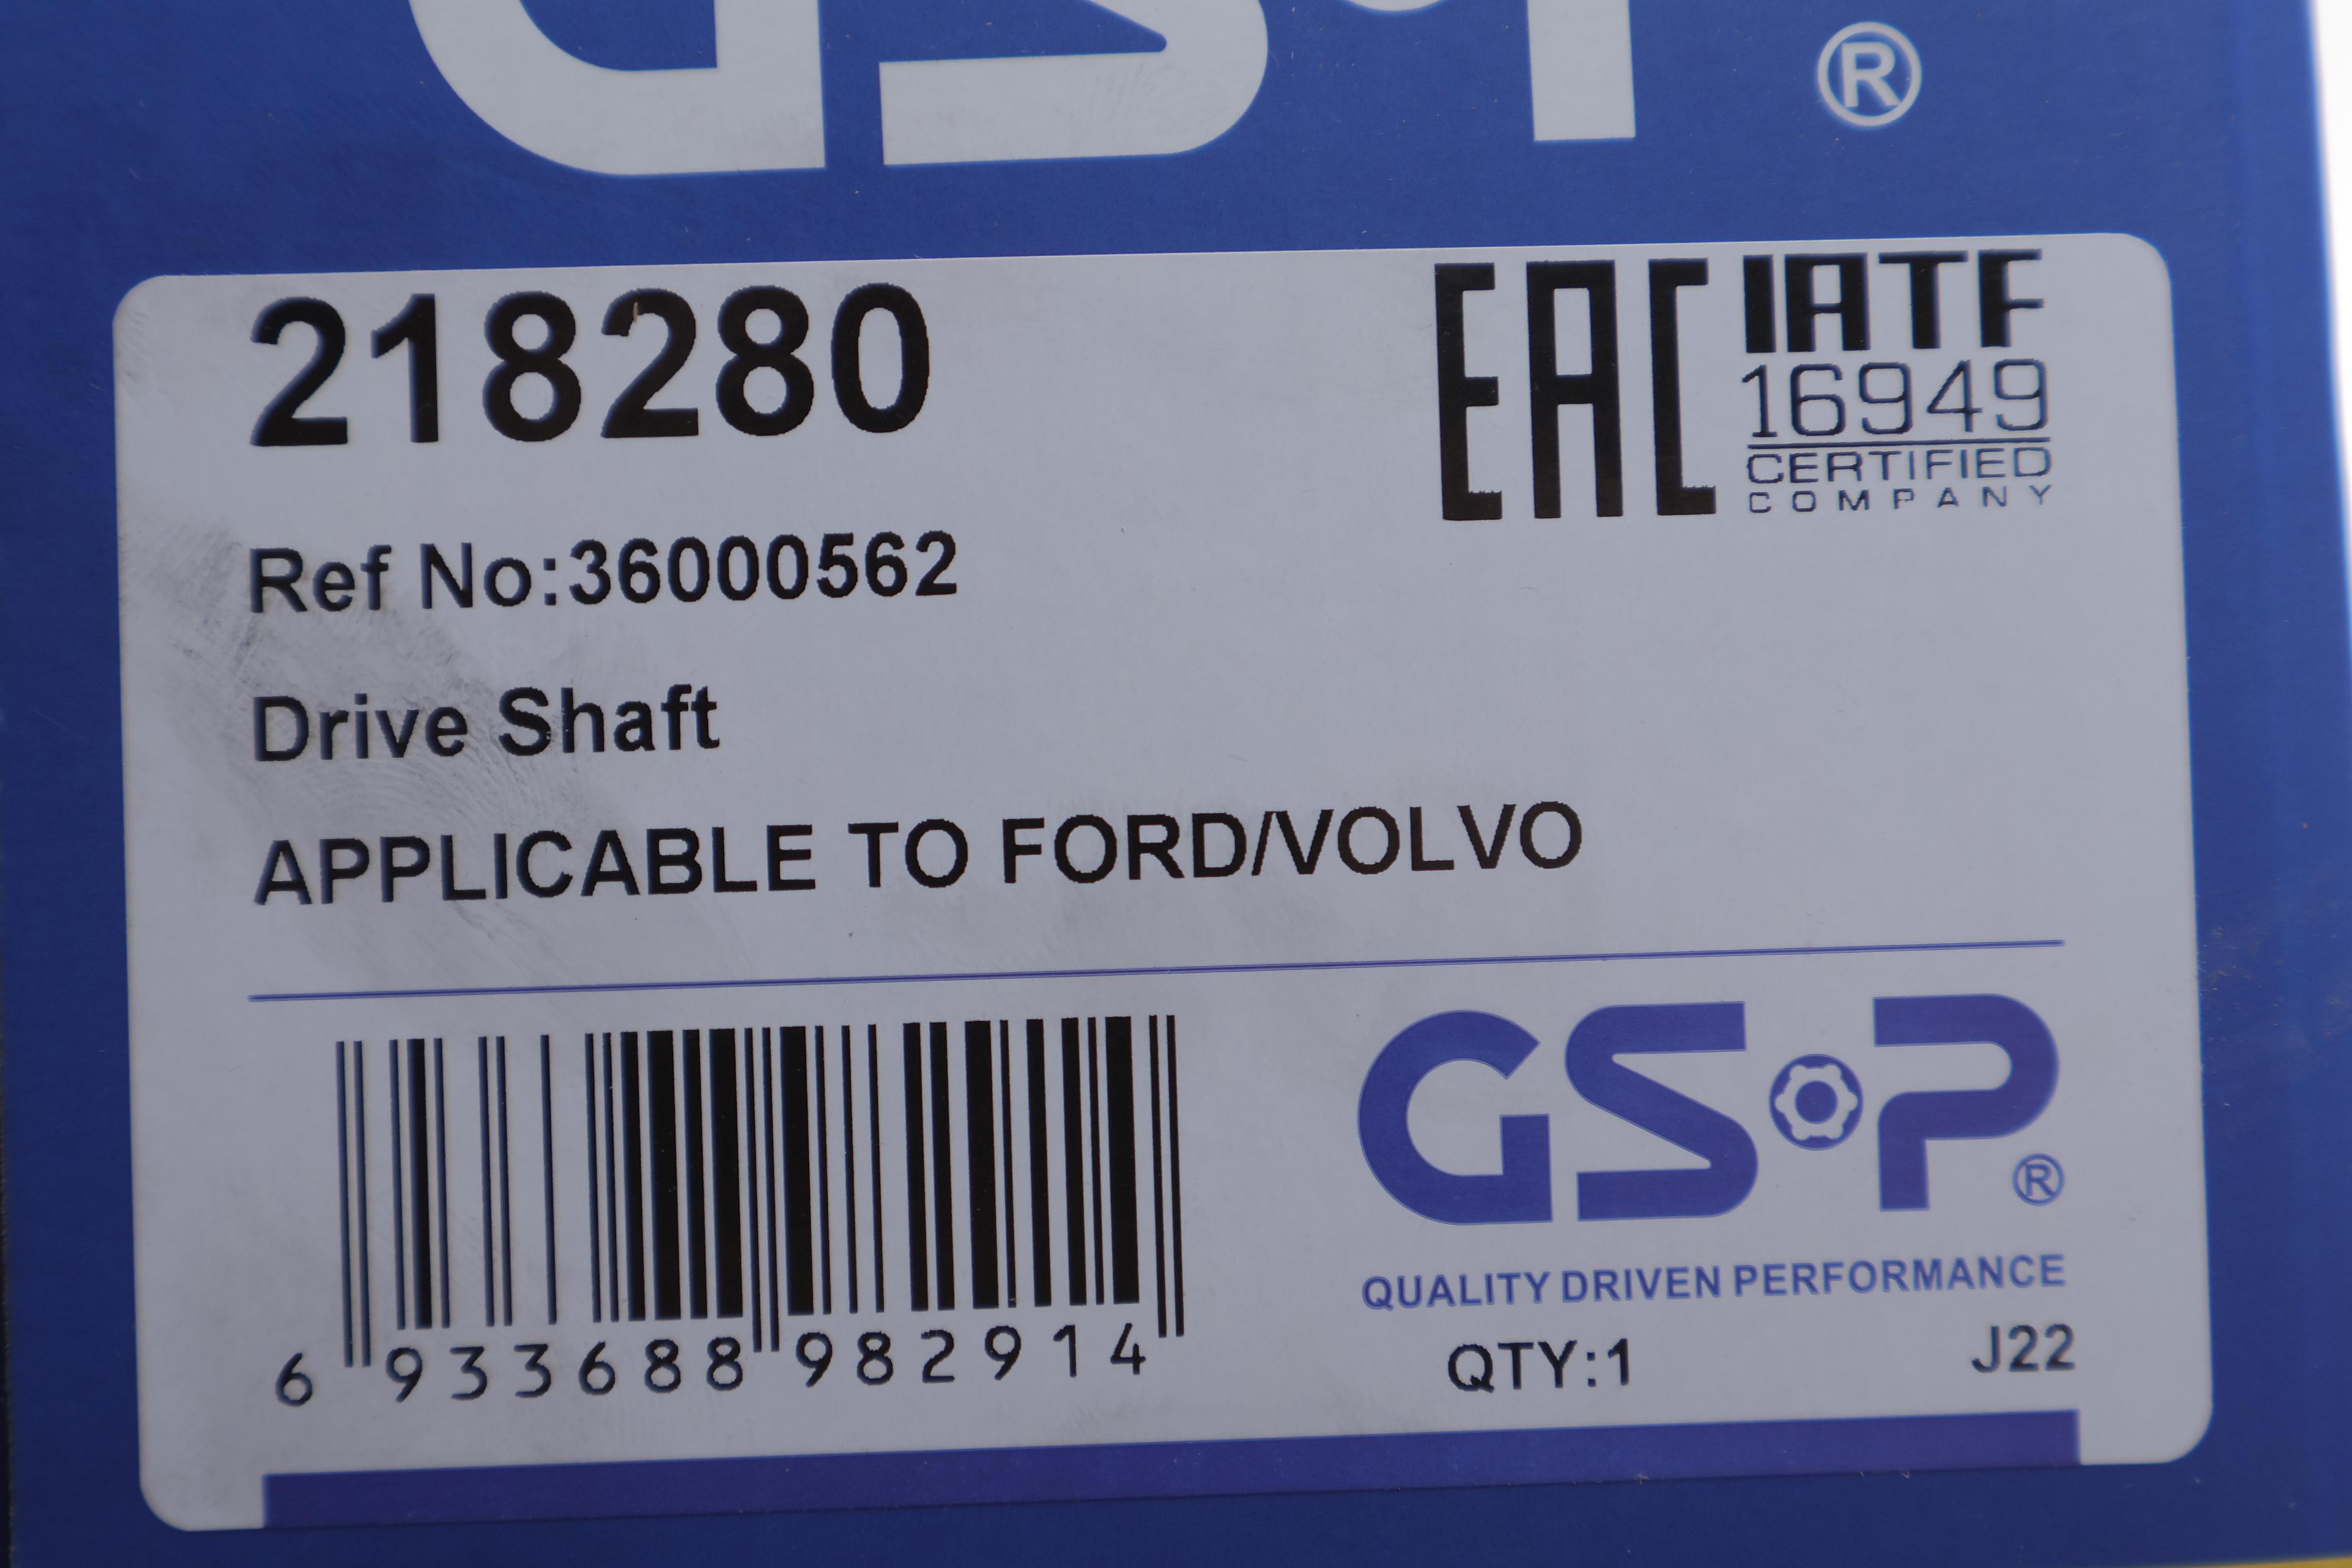 GSP®
218280
EAC
IATF
16949
CERTIFIED
COMPANY
Ref No:36000562
Drive Shaft
APPLICABLE TO FORD/VOLVO
6 933688 982914
GSP®
QUALITY DRIVEN PERFORMANCE
QTY:1
J22